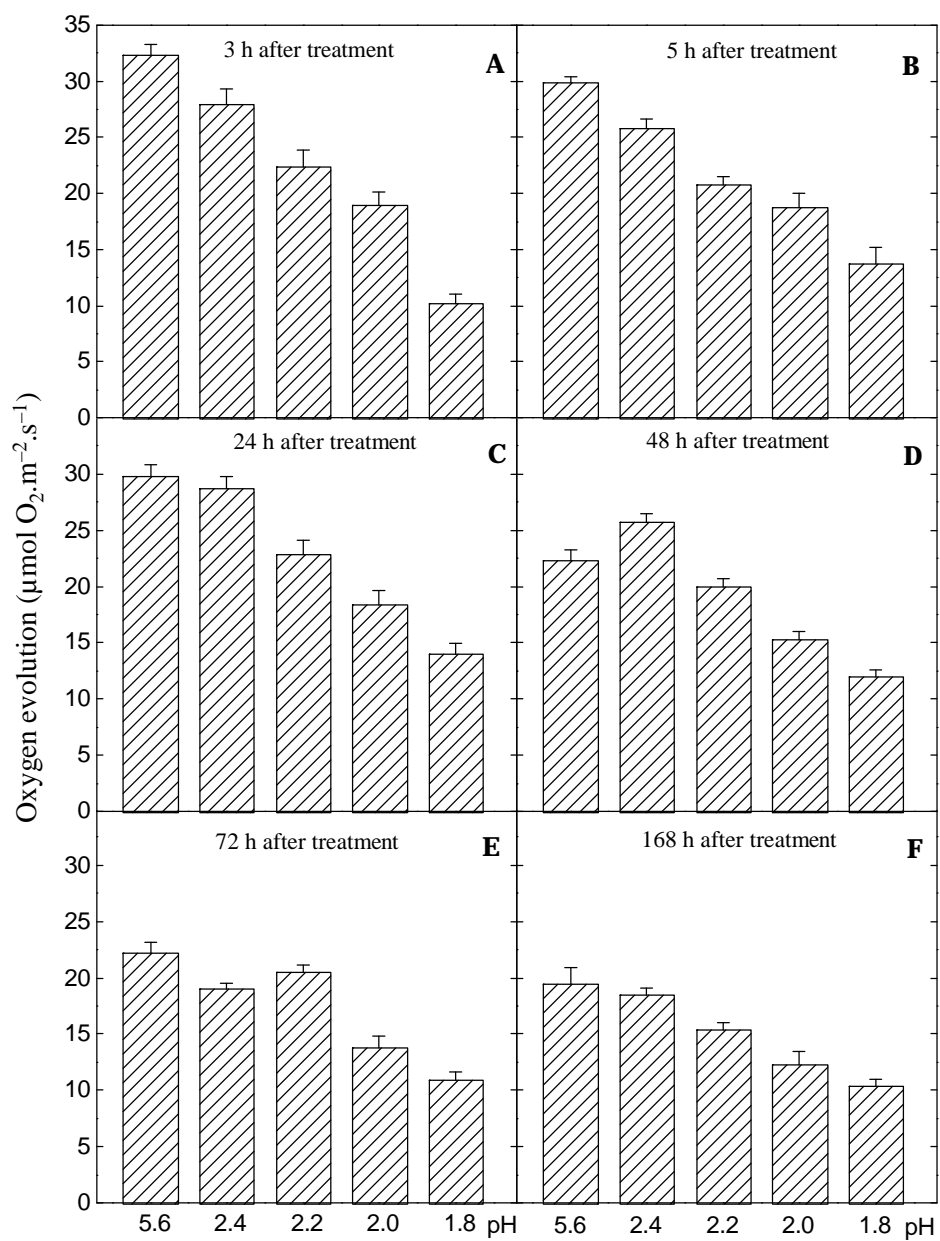 35
3 h after treatment
A
5 h after treatment
B
30
25
20
15
10
5
0
24 h after treatment
C
48 h after treatment
D
30
25
20
15
10
5
0
72 h after treatment
E
168 h after treatment
F
30
25
20
15
10
5
0
Oxygen evolution (µmol O₂.m⁻².s⁻¹)
5.6 2.4 2.2 2.0 1.8 pH 5.6 2.4 2.2 2.0 1.8 pH